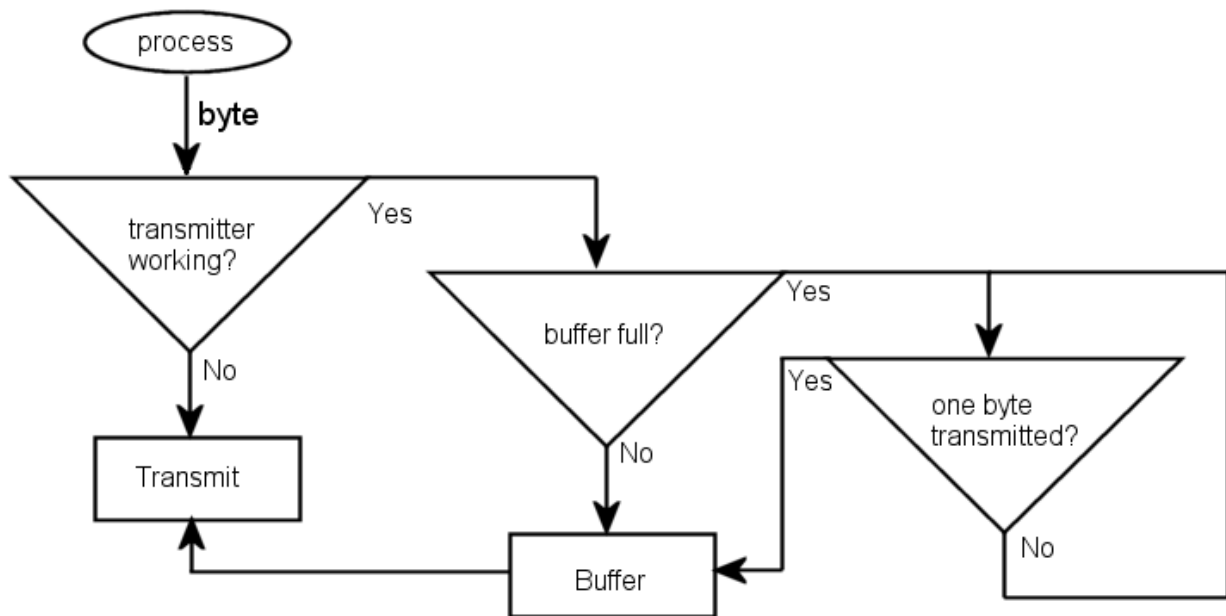 process
byte
transmitter
working?
Yes
No
Transmit
buffer full?
Yes
No
Buffer
one byte
transmitted?
Yes
No